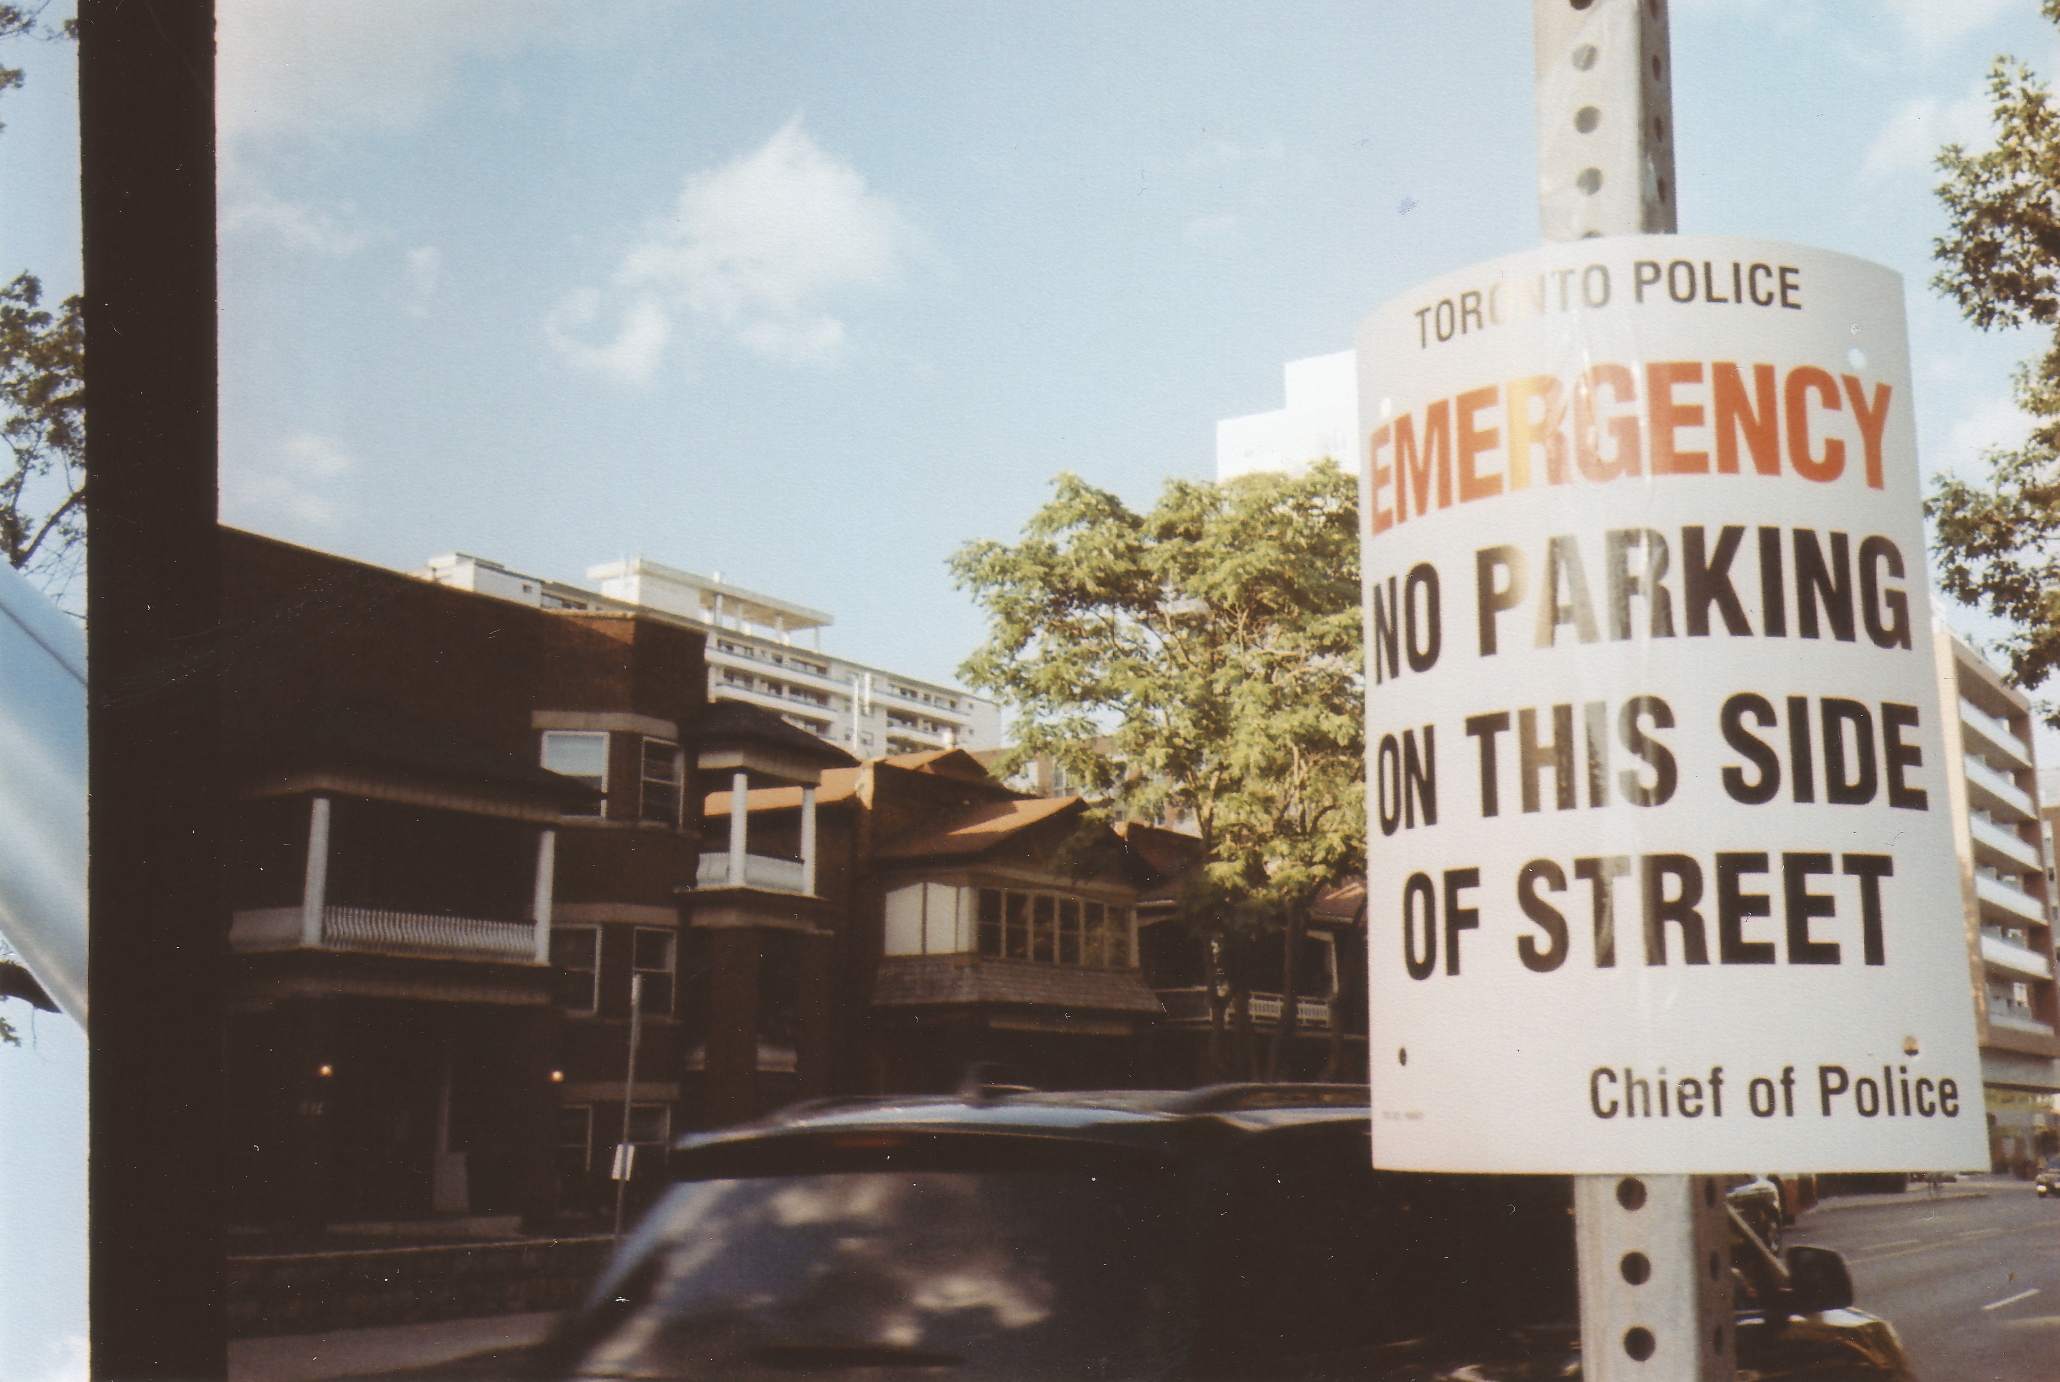 TORONTO POLICE
EMERGENCY
NO PARKING
ON THIS SIDE
OF STREET
Chief of Police